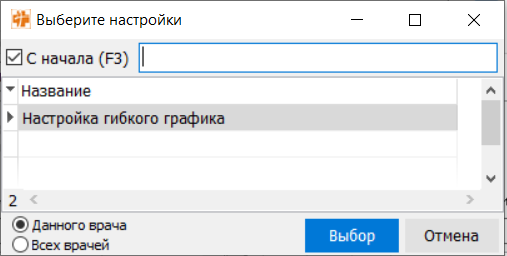 Выберите настройки
С начала (F3)
Название
Настройка гибкого графика
2
Данного врача
Всех врачей
Выбор
Отмена